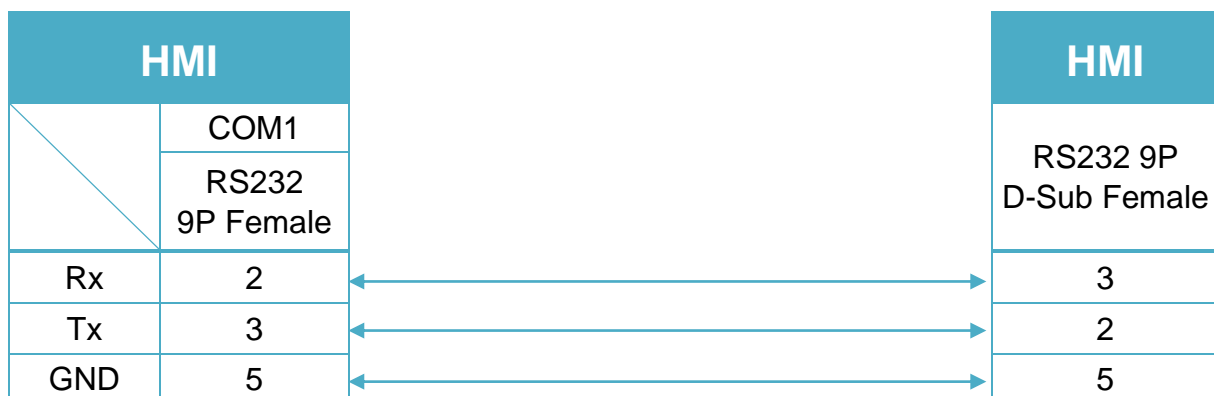 HMI
HMI
COM1
RS232
9P Female
RS232 9P
D-Sub Female
Rx 2 3
Tx 3 2
GND 5 5